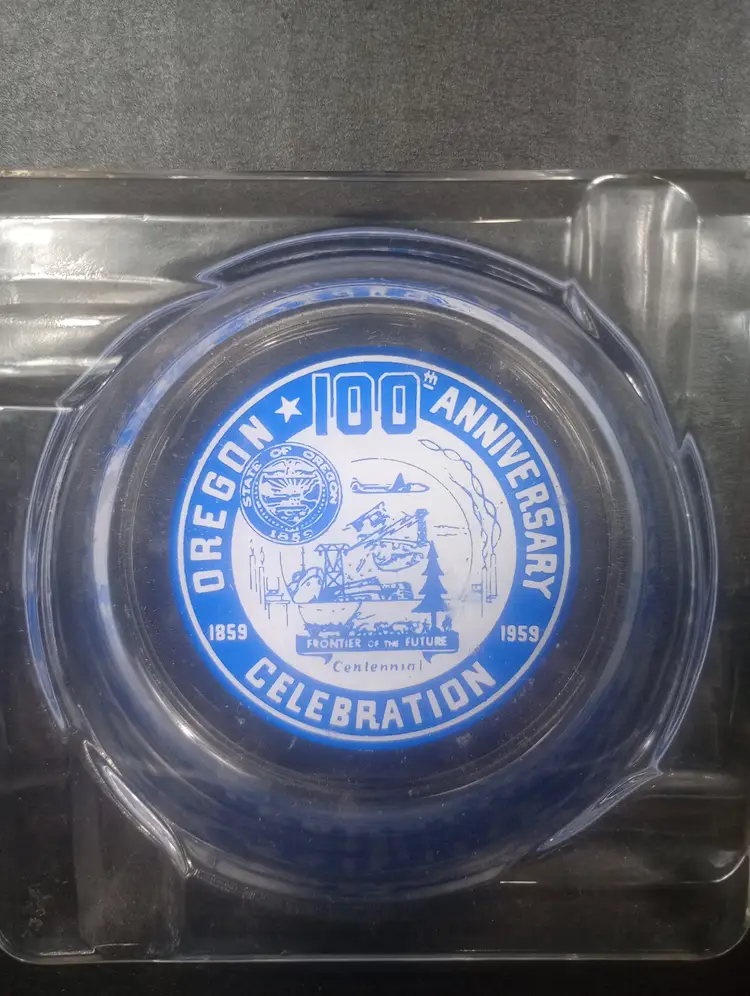 OREGON ★ 100th ANNIVERSARY
STATE OF OREGON
1859
1859
1959
FRONTIER OF THE FUTURE
Centennial
CELEBRATION